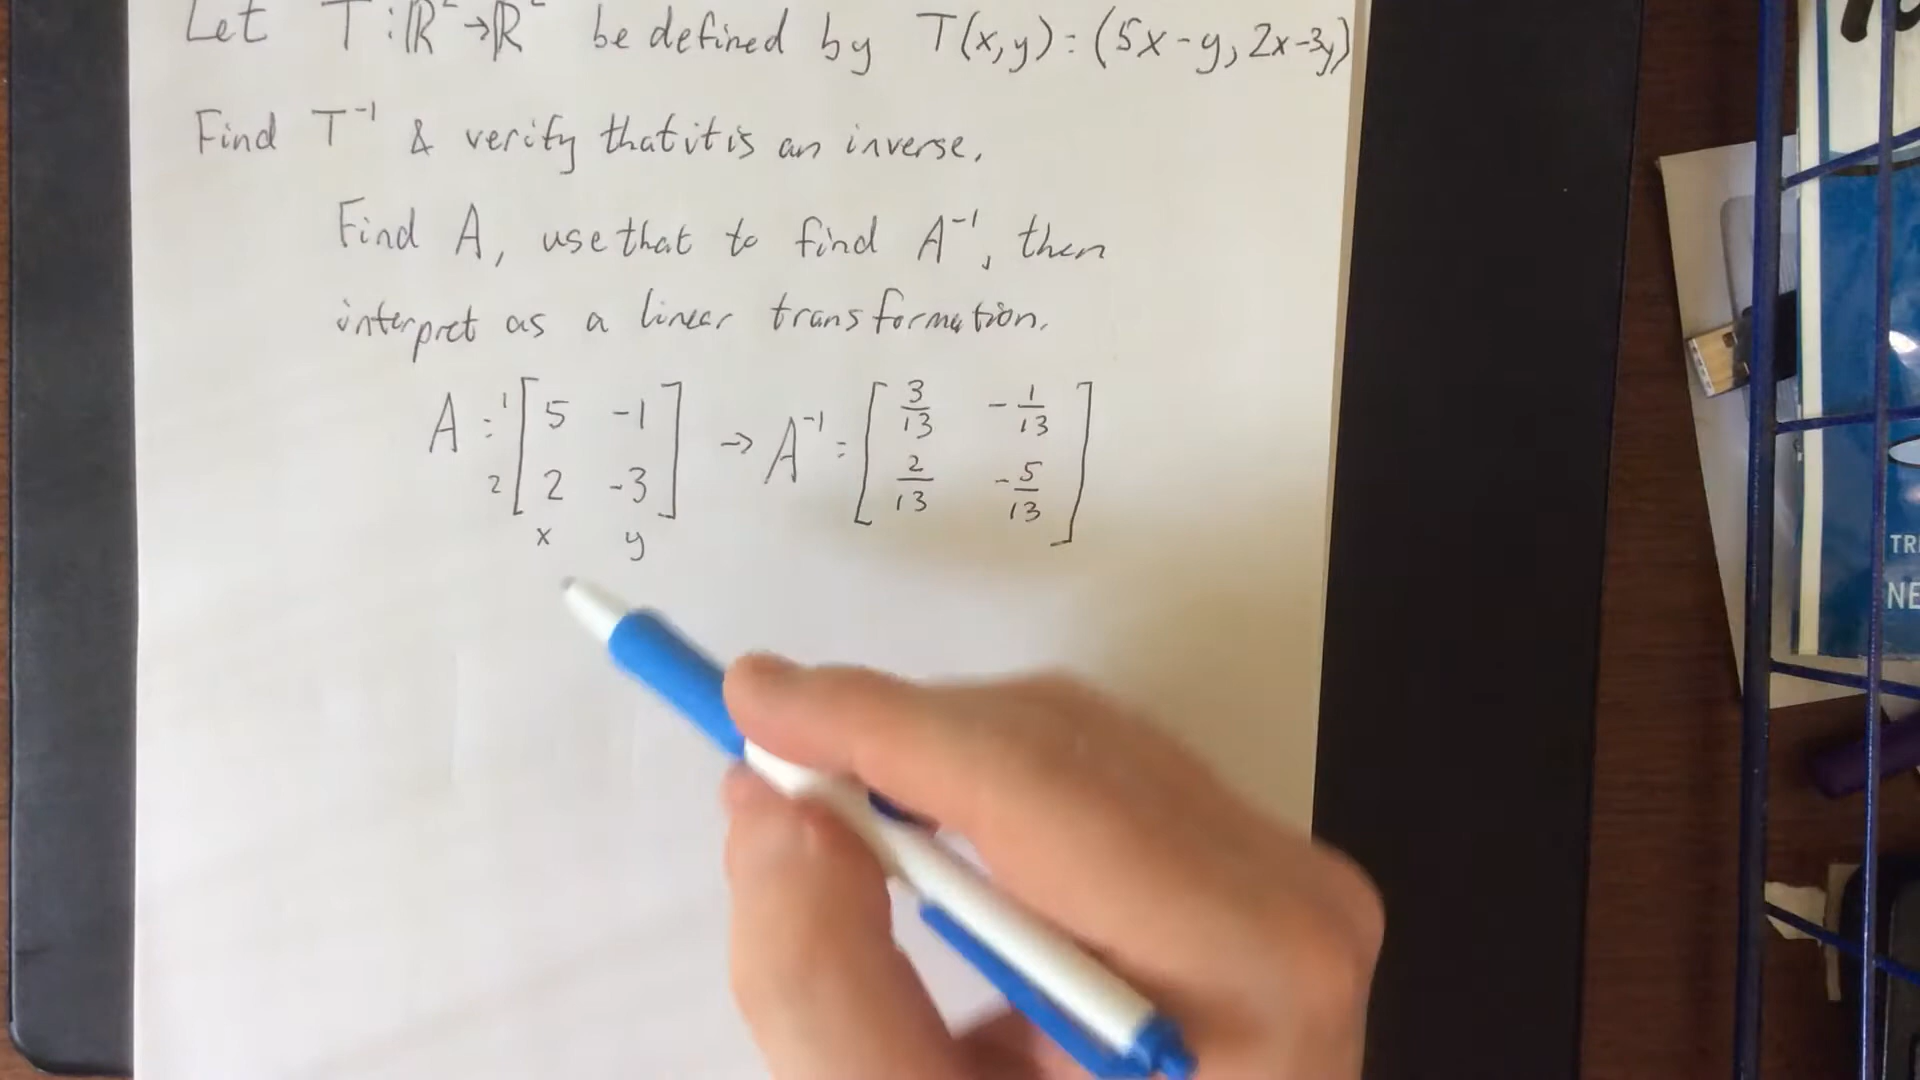 Let T:ℝ²→ℝ² be defined by T(x,y)=(5x-y, 2x-3y)
Find T⁻¹ & verify that it is an inverse.
Find A, use that to find A⁻¹, then
interpret as a linear transformation.
A = 1 [ 5 -1 ] → A⁻¹ = [ 3/13 -1/13 ]
2 [ 2 -3 ] [ 2/13 -5/13 ]
x y
TRI
NE